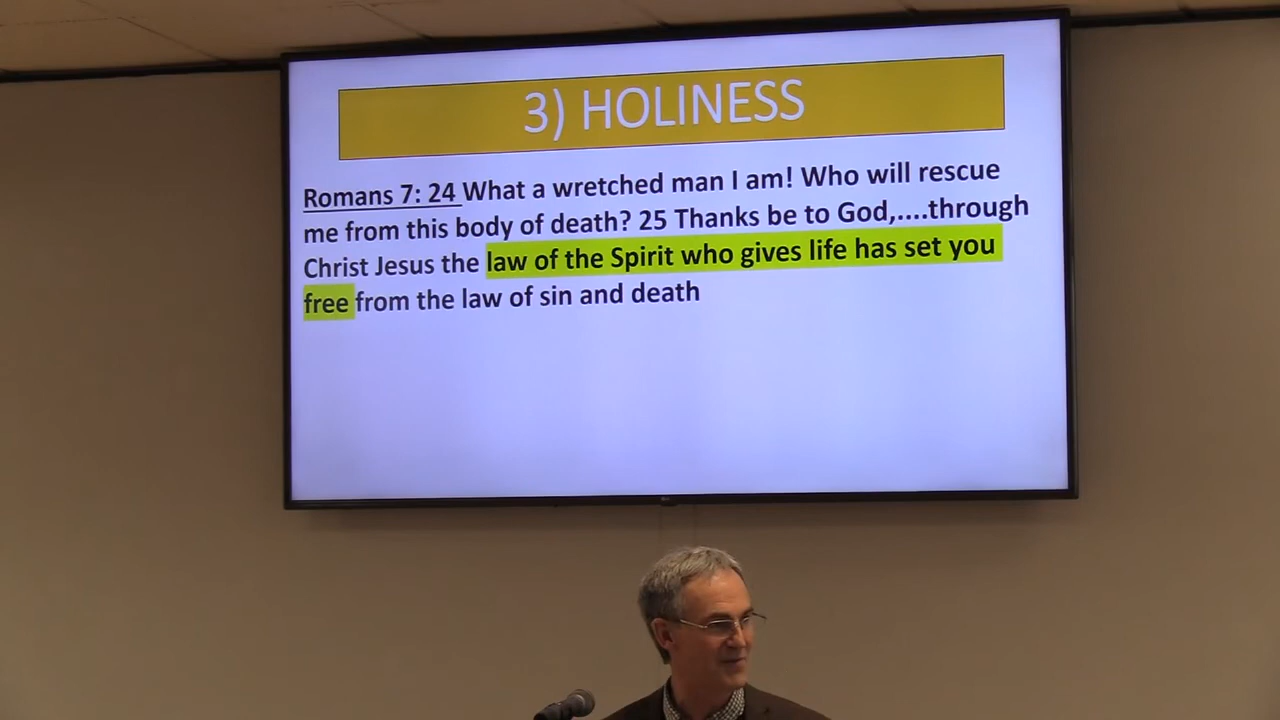 3) HOLINESS
Romans 7: 24 What a wretched man I am! Who will rescue
me from this body of death? 25 Thanks be to God,....through
Christ Jesus the law of the Spirit who gives life has set you
free from the law of sin and death